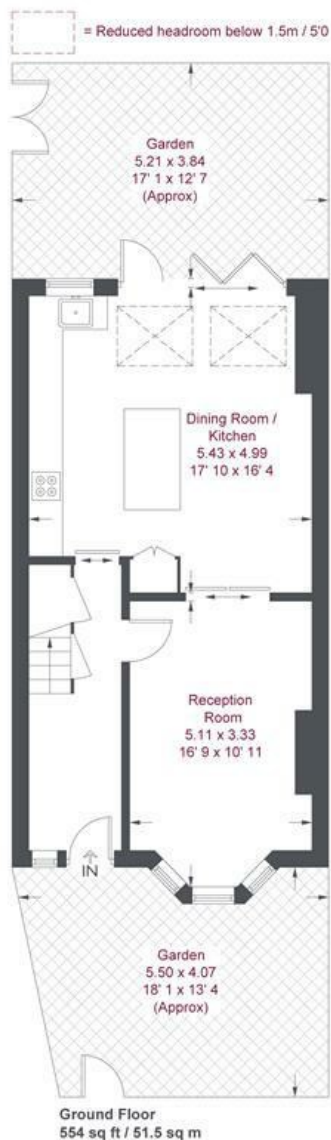 = Reduced headroom below 1.5m / 5'0
Garden
5.21 x 3.84
17' 1 x 12' 7
(Approx)
Dining Room /
Kitchen
5.43 x 4.99
17' 10 x 16' 4
Reception
Room
5.11 x 3.33
16' 9 x 10' 11
IN
Garden
5.50 x 4.07
18' 1 x 13' 4
(Approx)
Ground Floor
554 sq ft / 51.5 sq m